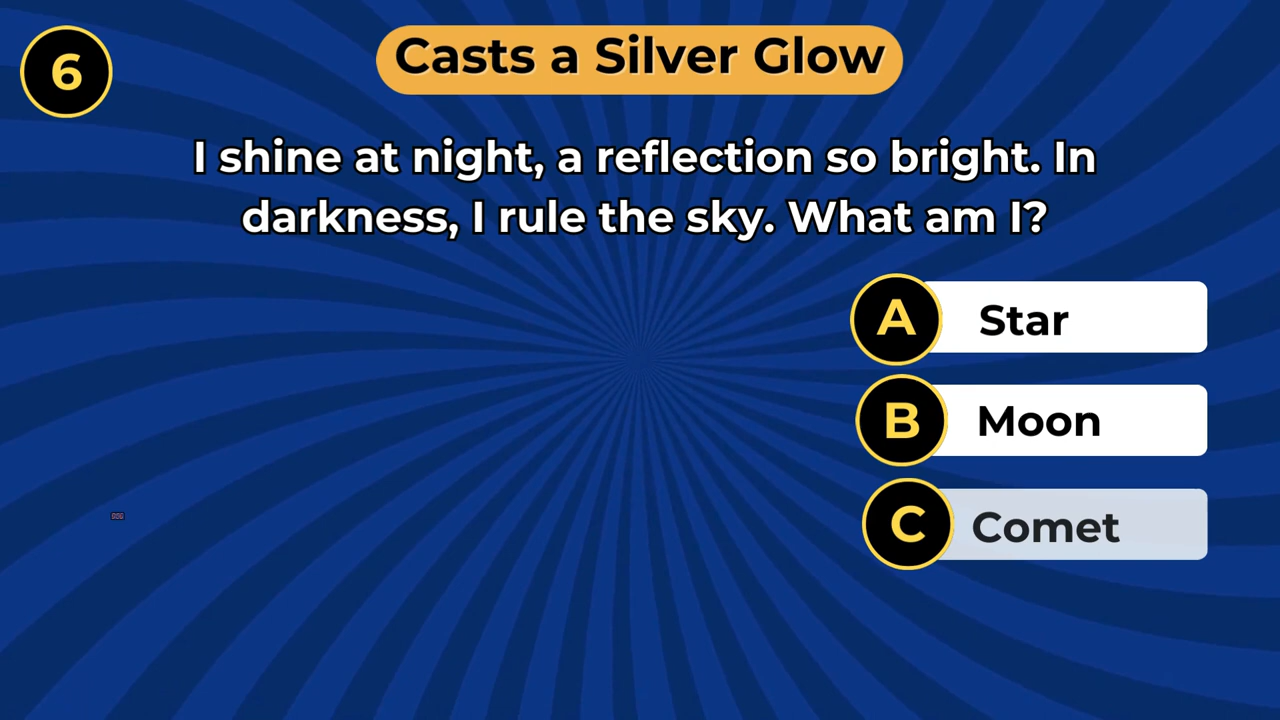 6
Casts a Silver Glow
I shine at night, a reflection so bright. In
darkness, I rule the sky. What am I?
A Star
B Moon
C Comet